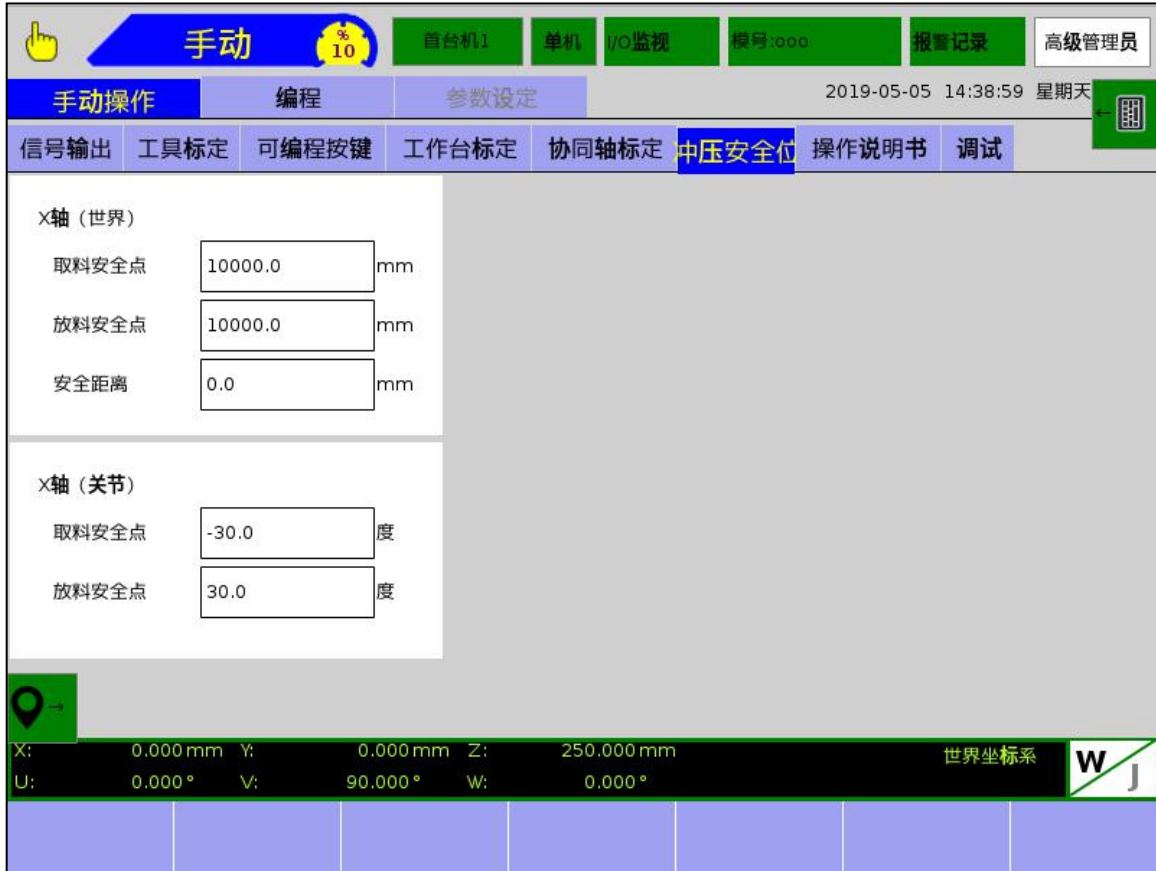 手动 % 10 首台机1 单机 I/O监视 模号:ooo 报警记录 高级管理员
手动操作 编程 参数设定 2019-05-05 14:38:59 星期天
信号输出 工具标定 可编程按键 工作台标定 协同轴标定 冲压安全位 操作说明书 调试
X轴（世界）
取料安全点 10000.0 mm
放料安全点 10000.0 mm
安全距离 0.0 mm
X轴（关节）
取料安全点 -30.0 度
放料安全点 30.0 度
X: 0.000 mm Y: 0.000 mm Z: 250.000 mm 世界坐标系 W J
U: 0.000 ° V: 90.000 ° W: 0.000 °